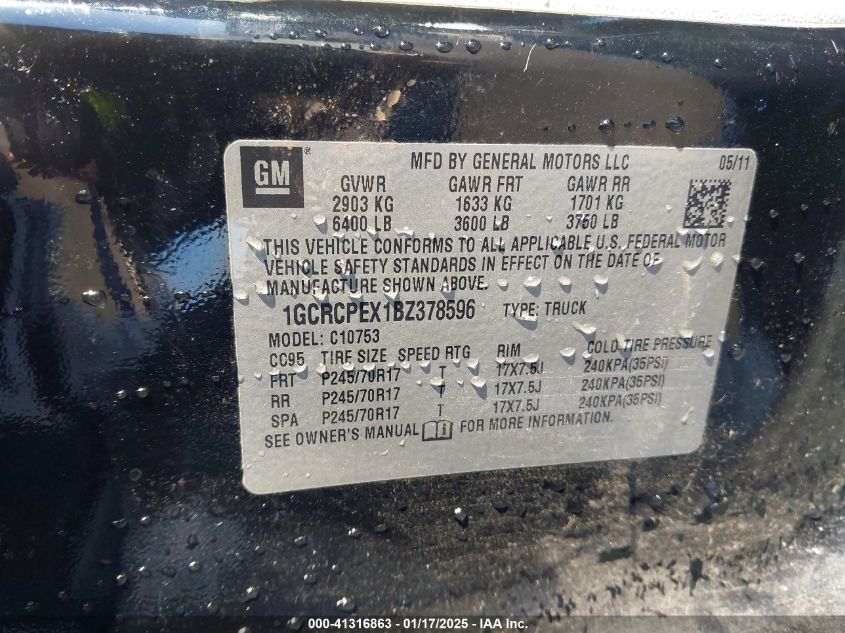 GM ® MFD BY GENERAL MOTORS LLC 05/11
GVWR GAWR FRT GAWR RR
2903 KG 1633 KG 1701 KG
6400 LB 3600 LB 3750 LB
THIS VEHICLE CONFORMS TO ALL APPLICABLE U.S. FEDERAL MOTOR
VEHICLE SAFETY STANDARDS IN EFFECT ON THE DATE OF
MANUFACTURE SHOWN ABOVE.
1GCRCPEX1BZ378596 TYPE: TRUCK
MODEL: C10753
CC95 TIRE SIZE SPEED RTG RIM COLD TIRE PRESSURE
FRT P245/70R17 T 17X7.5J 240KPA(35PSI)
RR P245/70R17 T 17X7.5J 240KPA(35PSI)
SPA P245/70R17 T 17X7.5J 240KPA(35PSI)
SEE OWNER'S MANUAL FOR MORE INFORMATION.
000-41316863 - 01/17/2025 - IAA Inc.